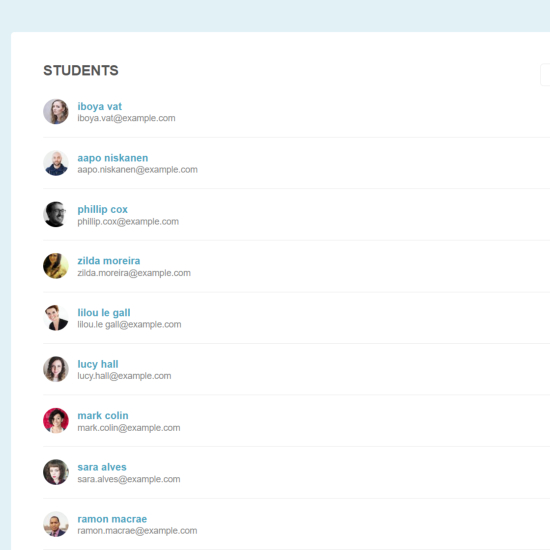 STUDENTS
iboya vat
iboya.vat@example.com
aapo niskanen
aapo.niskanen@example.com
phillip cox
phillip.cox@example.com
zilda moreira
zilda.moreira@example.com
lilou le gall
lilou.le gall@example.com
lucy hall
lucy.hall@example.com
mark colin
mark.colin@example.com
sara alves
sara.alves@example.com
ramon macrae
ramon.macrae@example.com